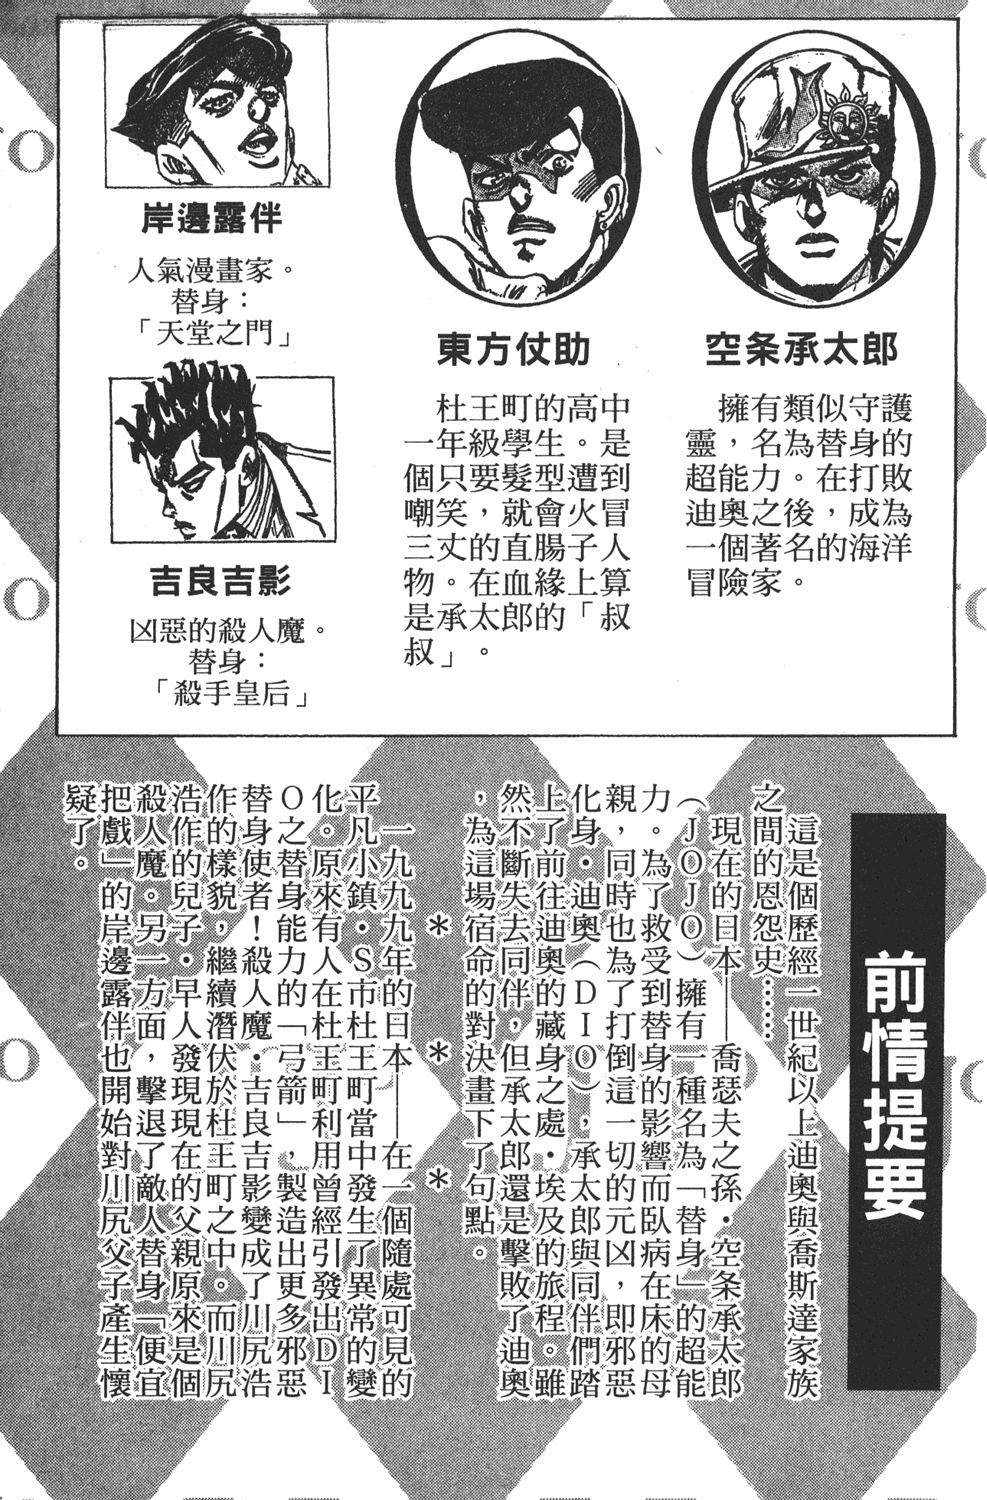 空条承太郎
擁有類似守護
靈，名為替身的
超能力。在打敗
迪奧之後，成為
一個著名的海洋
冒險家。
東方仗助
杜王町的高中
一年級學生。是
個只要髮型遭到
嘲笑，就會火冒
三丈的直腸子人
物。在血緣上算
是承太郎的「叔
叔」。
岸邊露伴
人氣漫畫家。
替身：
「天堂之門」
吉良吉影
凶惡的殺人魔。
替身：
「殺手皇后」
前情提要
這是個歷經一世紀以上迪奧與喬斯達家族
之間的恩怨史……
現在的日本——喬瑟夫之孫・空条承太郎
（ＪＯＪＯ）擁有一種名為「替身」的超能
力。為了救受到替身的影響而臥病在床的母
親，同時也為了打倒這一切的元凶，即邪惡
化身・迪奧（ＤＩＯ），承太郎與同伴們踏
上了前往迪奧的藏身之處・埃及的旅程。雖
然不斷失去同伴，但承太郎還是擊敗了迪奧
，為這場宿命的對決畫下了句點。
＊　＊　＊
一九九九年的日本——在一個隨處可見的
平凡小鎮・Ｓ市杜王町當中發生了異常的變
化。原來有人在杜王町利用曾經引發出ＤＩ
Ｏ之替身能力的「弓箭」，製造出更多邪惡
替身使者！殺人魔・吉良吉影變成了川尻浩
作的樣貌，繼續潛伏於杜王町之中。而川尻
浩作的兒子・早人發現現在的父親原來是個
殺人魔。另一方面，擊退了敵人替身「便宜
把戲」的岸邊露伴也開始對川尻父子產生懷
疑了。